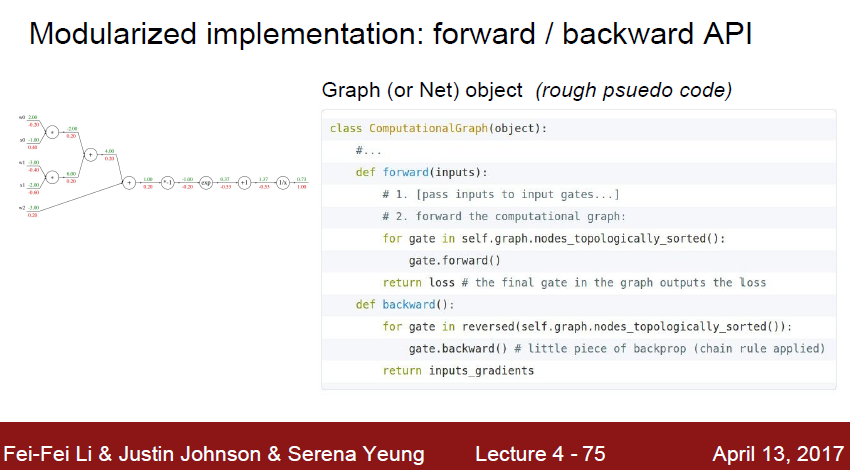 Modularized implementation: forward / backward API
Graph (or Net) object (rough psuedo code)
class ComputationalGraph(object):
#...
def forward(inputs):
# 1. [pass inputs to input gates...]
# 2. forward the computational graph:
for gate in self.graph.nodes_topologically_sorted():
gate.forward()
return loss # the final gate in the graph outputs the loss
def backward():
for gate in reversed(self.graph.nodes_topologically_sorted()):
gate.backward() # little piece of backprop (chain rule applied)
return inputs_gradients
w0 2.00
-0.20
x0 -1.00
0.40
w1 -3.00
-0.40
x1 -2.00
-0.60
w2 -3.00
0.20
*
-2.00
0.20
*
6.00
0.20
+
4.00
0.20
+
1.00
0.20
*-1
-1.00
-0.20
exp
0.37
-0.53
+1
1.37
-0.53
1/x
0.73
1.00
Fei-Fei Li & Justin Johnson & Serena Yeung Lecture 4 - 75 April 13, 2017